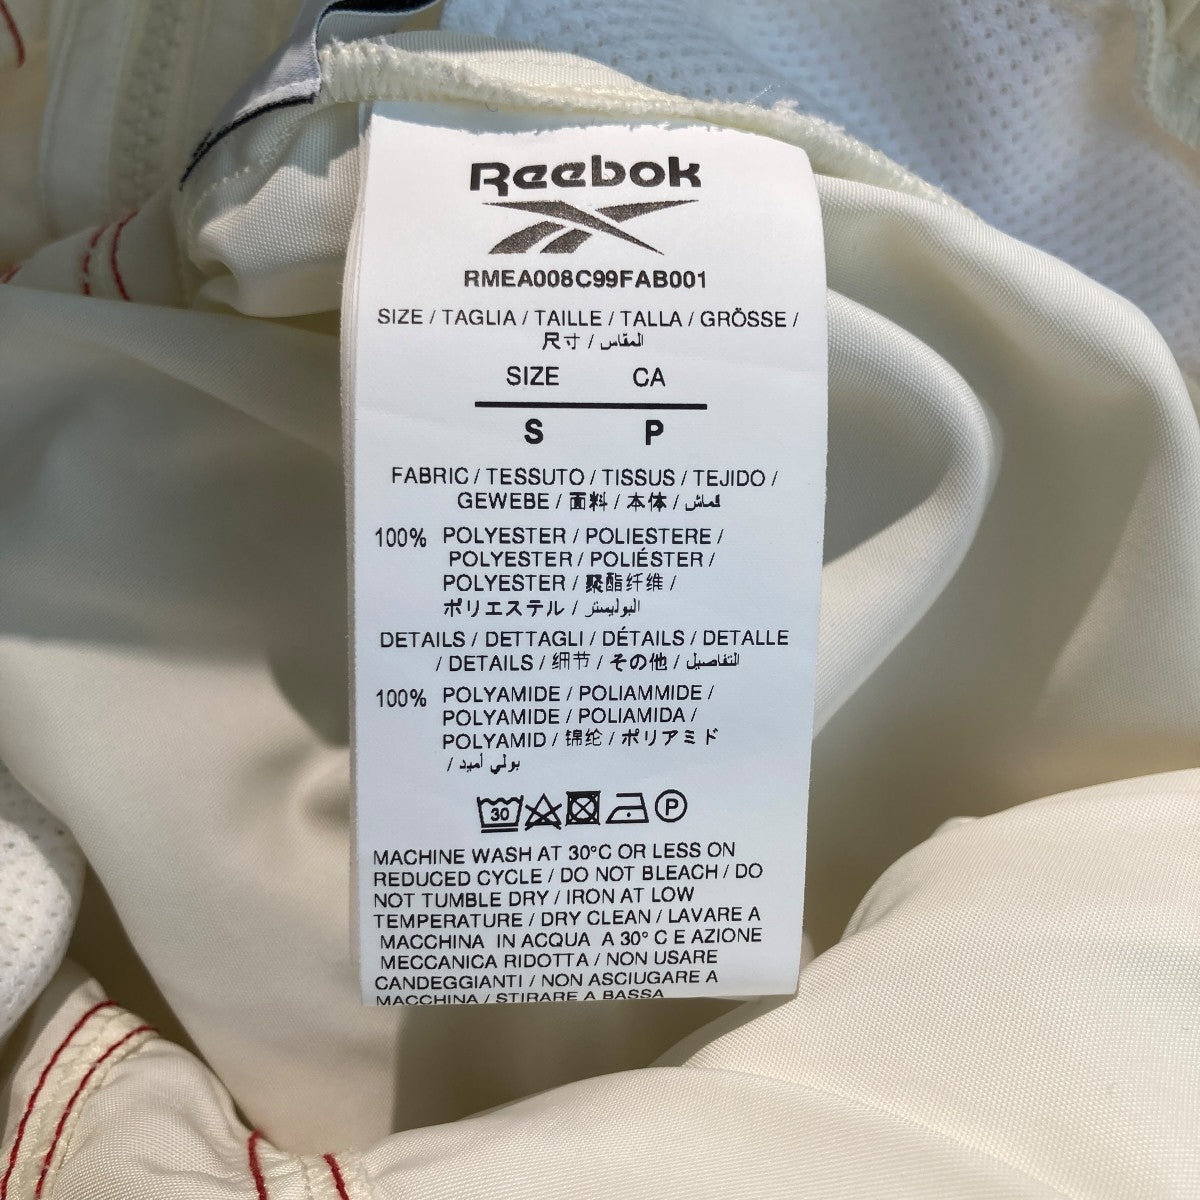 Reebok
RMEA008C99FAB001
SIZE / TAGLIA / TAILLE / TALLA / GRÖSSE /
尺寸 / المقاس
SIZE CA
S P
FABRIC / TESSUTO / TISSUS / TEJIDO /
GEWEBE / 面料 / 本体 / قماش
100% POLYESTER / POLIESTERE /
POLYESTER / POLIÉSTER /
POLYESTER / 聚酯纤维 /
ポリエステル / البوليستر
DETAILS / DETTAGLI / DÉTAILS / DETALLE
/ DETAILS / 细节 / その他 / التفاصيل
100% POLYAMIDE / POLIAMMIDE /
POLYAMIDE / POLIAMIDA /
POLYAMID / 锦纶 / ポリアミド
/ بولي أميد
30 P
MACHINE WASH AT 30°C OR LESS ON
REDUCED CYCLE / DO NOT BLEACH / DO
NOT TUMBLE DRY / IRON AT LOW
TEMPERATURE / DRY CLEAN / LAVARE A
MACCHINA IN ACQUA A 30° C E AZIONE
MECCANICA RIDOTTA / NON USARE
CANDEGGIANTI / NON ASCIUGARE A
MACCHINA / STIRARE A BASSA